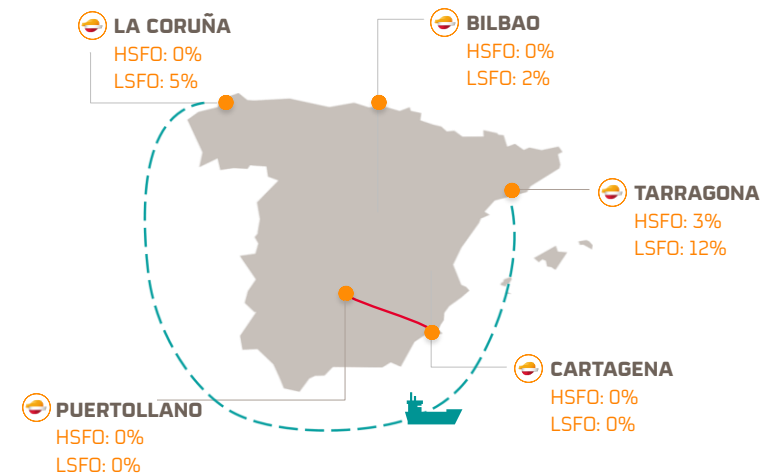 LA CORUÑA
HSFO: 0%
LSFO: 5%
BILBAO
HSFO: 0%
LSFO: 2%
TARRAGONA
HSFO: 3%
LSFO: 12%
CARTAGENA
HSFO: 0%
LSFO: 0%
PUERTOLLANO
HSFO: 0%
LSFO: 0%